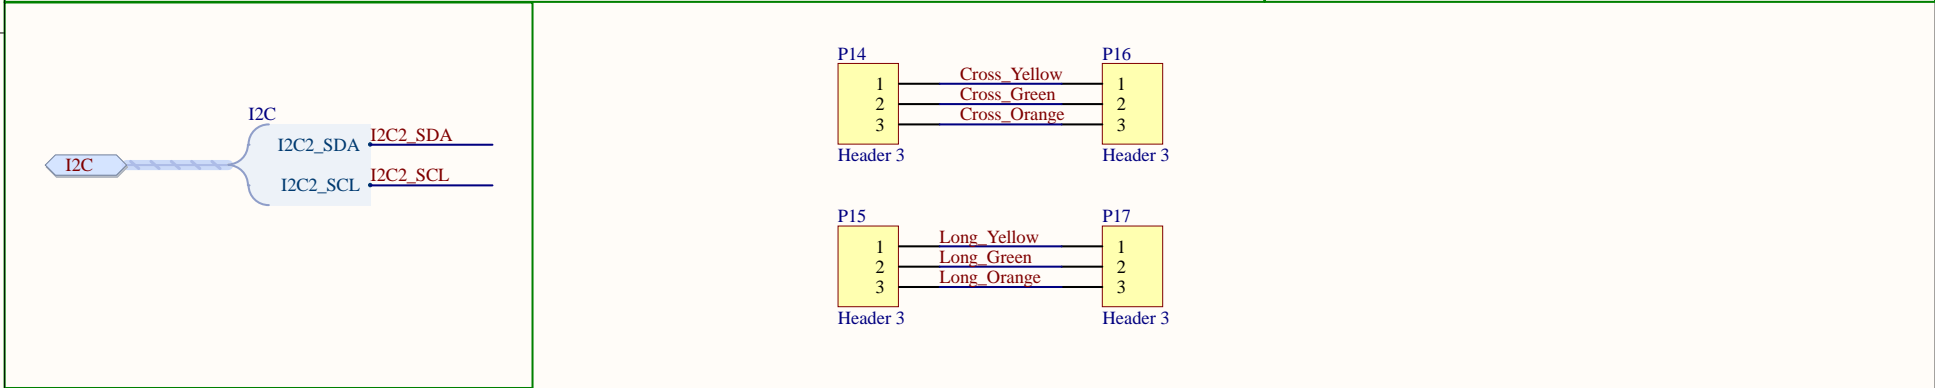 I2C
I2C
I2C2_SDA
I2C2_SDA
I2C2_SCL
I2C2_SCL
P14
P16
1
Cross_Yellow
1
2
Cross_Green
2
3
Cross_Orange
3
Header 3
Header 3
P15
P17
1
Long_Yellow
1
2
Long_Green
2
3
Long_Orange
3
Header 3
Header 3